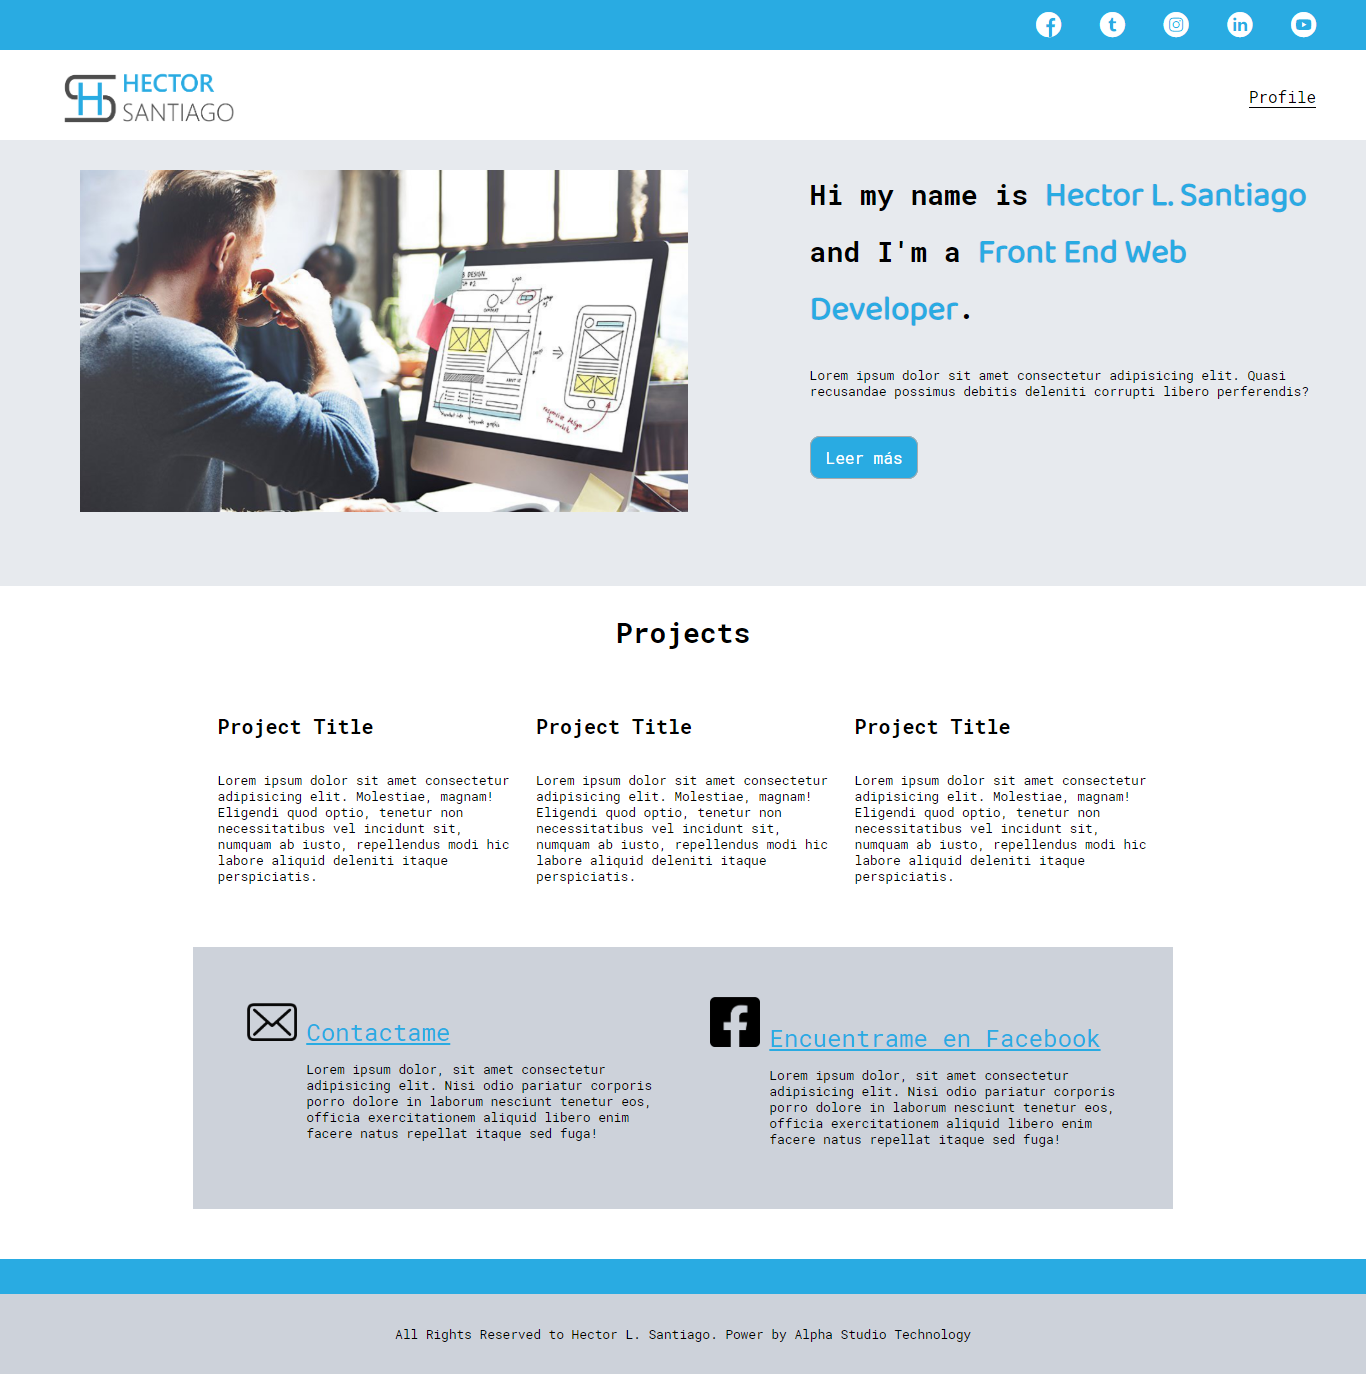 HECTOR
SANTIAGO
Profile
Hi my name is Hector L. Santiago
and I'm a Front End Web
Developer.
Lorem ipsum dolor sit amet consectetur adipisicing elit. Quasi
recusandae possimus debitis deleniti corrupti libero perferendis?
Leer más
Projects
Project Title
Lorem ipsum dolor sit amet consectetur
adipisicing elit. Molestiae, magnam!
Eligendi quod optio, tenetur non
necessitatibus vel incidunt sit,
numquam ab iusto, repellendus modi hic
labore aliquid deleniti itaque
perspiciatis.
Project Title
Lorem ipsum dolor sit amet consectetur
adipisicing elit. Molestiae, magnam!
Eligendi quod optio, tenetur non
necessitatibus vel incidunt sit,
numquam ab iusto, repellendus modi hic
labore aliquid deleniti itaque
perspiciatis.
Project Title
Lorem ipsum dolor sit amet consectetur
adipisicing elit. Molestiae, magnam!
Eligendi quod optio, tenetur non
necessitatibus vel incidunt sit,
numquam ab iusto, repellendus modi hic
labore aliquid deleniti itaque
perspiciatis.
Contactame
Lorem ipsum dolor, sit amet consectetur
adipisicing elit. Nisi odio pariatur corporis
porro dolore in laborum nesciunt tenetur eos,
officia exercitationem aliquid libero enim
facere natus repellat itaque sed fuga!
Encuentrame en Facebook
Lorem ipsum dolor, sit amet consectetur
adipisicing elit. Nisi odio pariatur corporis
porro dolore in laborum nesciunt tenetur eos,
officia exercitationem aliquid libero enim
facere natus repellat itaque sed fuga!
All Rights Reserved to Hector L. Santiago. Power by Alpha Studio Technology